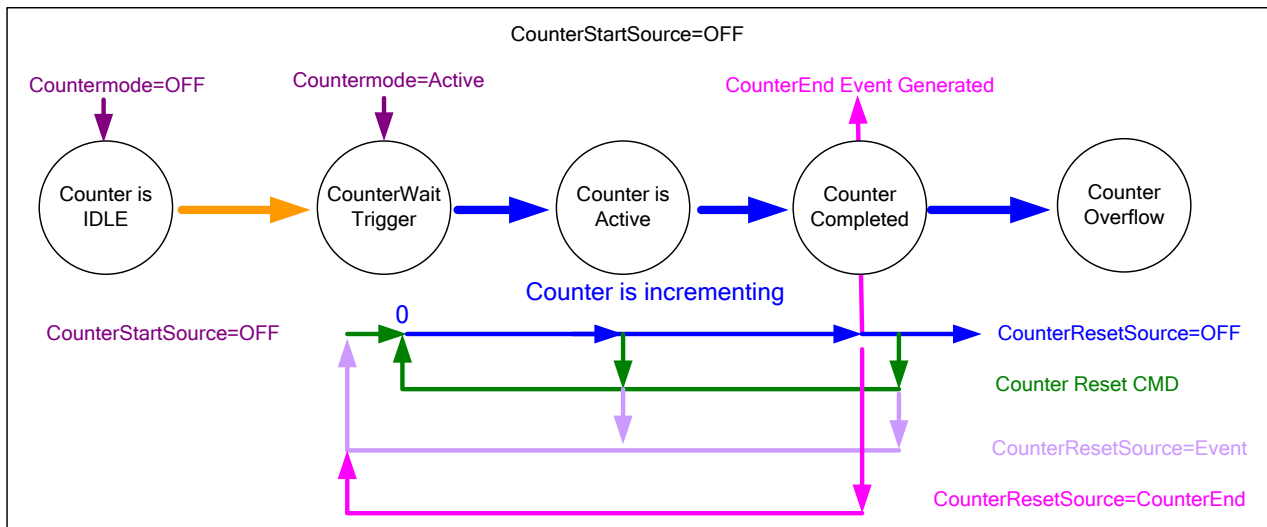 CounterStartSource=OFF
Countermode=OFF
Countermode=Active
CounterEnd Event Generated
Counter is
IDLE
CounterWait
Trigger
Counter is
Active
Counter
Completed
Counter
Overflow
Counter is incrementing
0
CounterStartSource=OFF
CounterResetSource=OFF
Counter Reset CMD
CounterResetSource=Event
CounterResetSource=CounterEnd